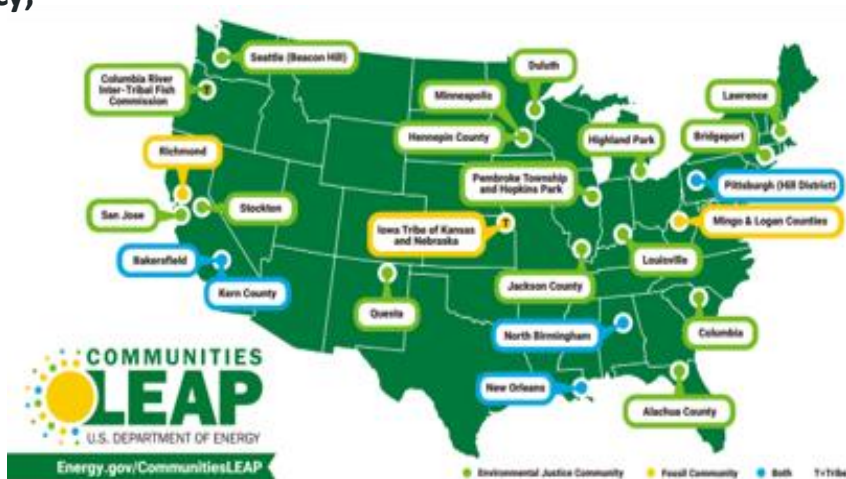 cy)
Seattle (Beacon Hill)
Columbia River
Inter-Tribal Fish
Commission
T
Duluth
Minneapolis
Hennepin County
Lawrence
Bridgeport
Highland Park
Richmond
Pembroke Township
and Hopkins Park
Pittsburgh (Hill District)
San Jose
Stockton
Iowa Tribe of Kansas
and Nebraska
T
Mingo & Logan Counties
Louisville
Bakersfield
Kern County
Jackson County
Questa
North Birmingham
Columbia
New Orleans
Alachua County
COMMUNITIES
LEAP
U.S. DEPARTMENT OF ENERGY
Energy.gov/CommunitiesLEAP
Environmental Justice Community
Fossil Community
Both
T=Tribe